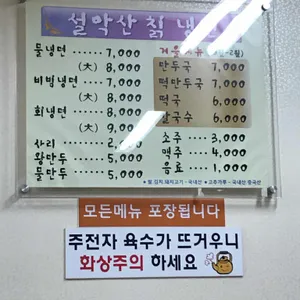 설악산 칡 냉면
물냉면 ······ 7,000
(大) 8,000
비빔냉면 ···· 7,000
(大) 8,000
회냉면 ······ 8,000
(大) 9,000
사리 ········ 2,000
왕만두 ······ 5,000
물만두 ······ 5,000
만두국 7,000
떡만두국 7,000
떡국 6,000
칼국수 6,000
소주 ···· 3,000
맥주 ···· 4,000
음료 ···· 1,000
모든메뉴 포장됩니다
주전자 육수가 뜨거우니
화상주의 하세요